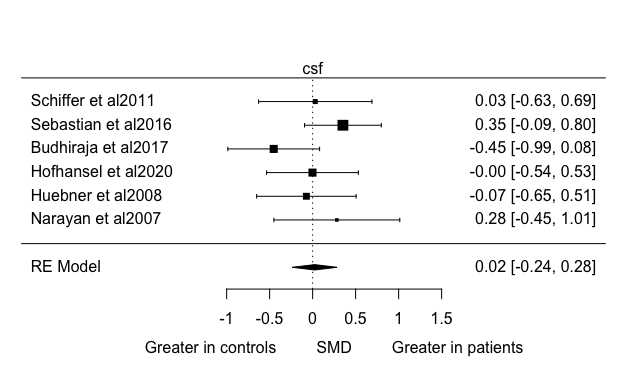 csf
Schiffer et al2011 0.03 [-0.63, 0.69]
Sebastian et al2016 0.35 [-0.09, 0.80]
Budhiraja et al2017 -0.45 [-0.99, 0.08]
Hofhansel et al2020 -0.00 [-0.54, 0.53]
Huebner et al2008 -0.07 [-0.65, 0.51]
Narayan et al2007 0.28 [-0.45, 1.01]
RE Model 0.02 [-0.24, 0.28]
-1 -0.5 0 0.5 1 1.5
Greater in controls SMD Greater in patients